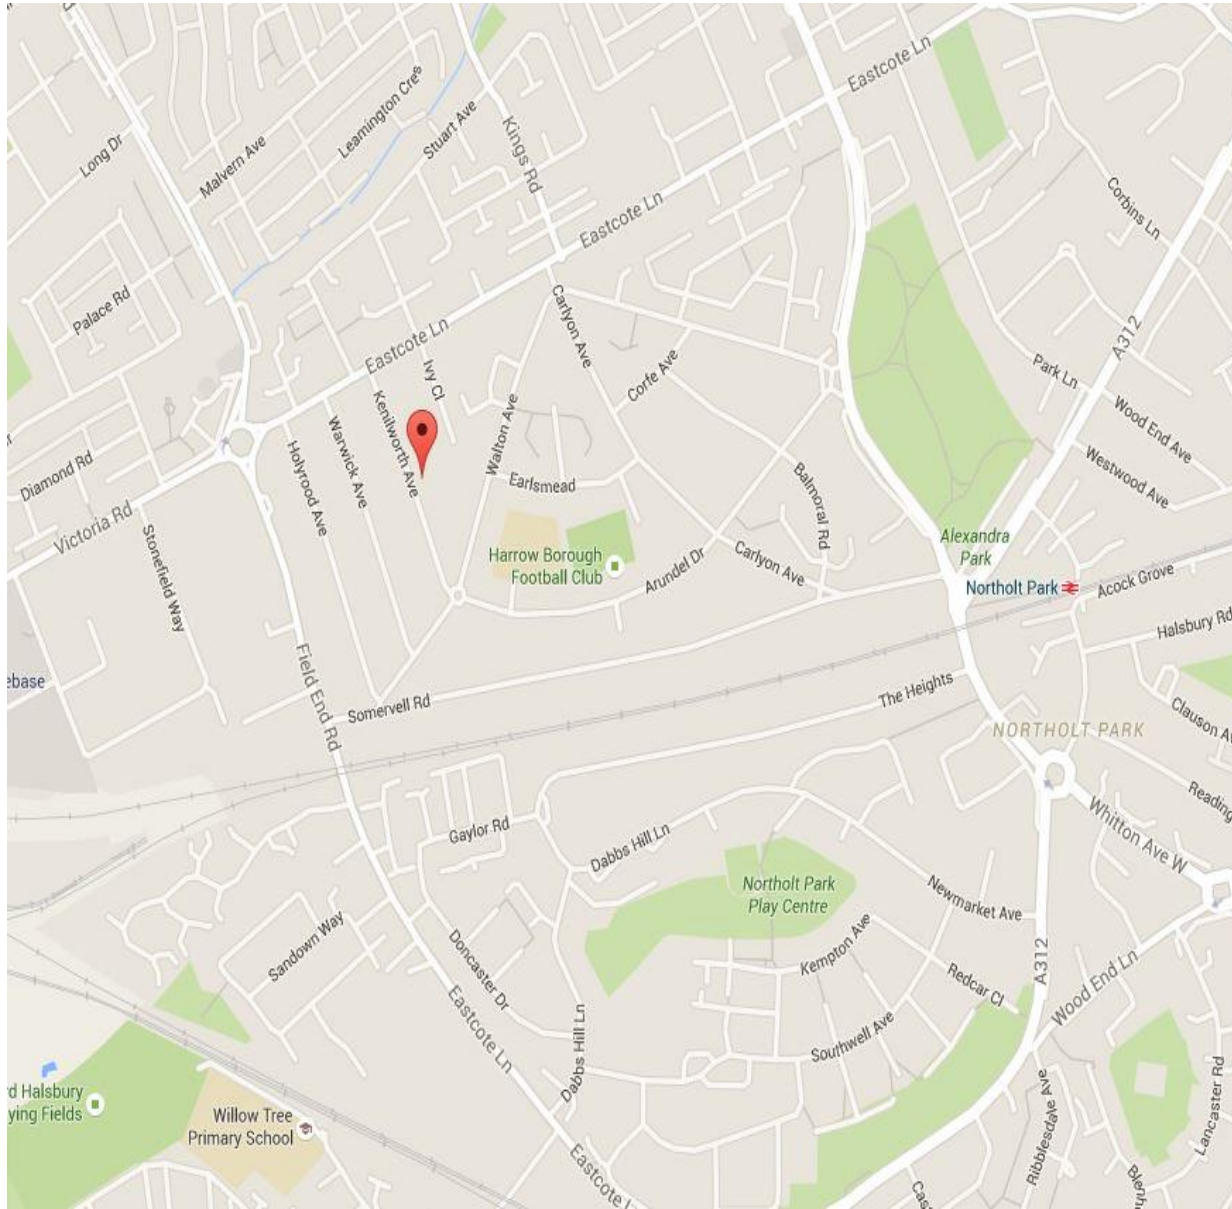 Eastcote Ln
Long Dr
Malvern Ave
Leamington Cres
Stuart Ave
Kings Rd
Corbins Ln
Eastcote Ln
Palace Rd
Eastcote Ln
Ivy Cl
Carlyon Ave
Corfe Ave
A312
Park Ln
Wood End Ave
Westwood Ave
Kenilworth Ave
Warwick Ave
Holyrood Ave
Walton Ave
Earlsmead
Diamond Rd
Victoria Rd
Stonefield Way
Balmoral Rd
Harrow Borough
Football Club
Arundel Dr
Carlyon Ave
Alexandra
Park
Northolt Park
Acock Grove
Halsbury Rd
ebase
Field End Rd
Somervell Rd
The Heights
NORTHOLT PARK
Clauson Av
Reading
Whitton Ave W
Gaylor Rd
Dabbs Hill Ln
Northolt Park
Play Centre
Newmarket Ave
Sandown Way
Doncaster Dr
Kempton Ave
Redcar Cl
A312
Wood End Ln
Eastcote Ln
Dabbs Hill Ln
Southwell Ave
rd Halsbury
ying Fields
Willow Tree
Primary School
Ribblesdale Ave
Lancaster Rd
Eastcote L
Cas
Blenh